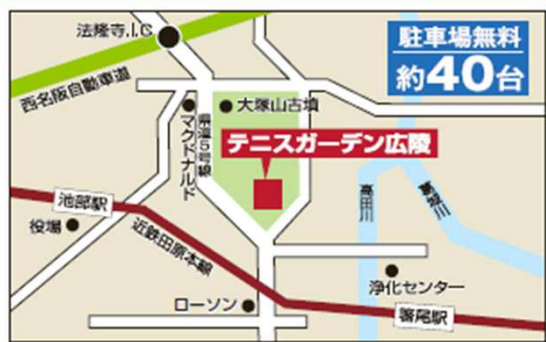 法隆寺.I.C
西名阪自動車道
駐車場無料
約40台
大塚山古墳
マクドナルド
県道5号線
テニスガーデン広陵
池部駅
役場
近鉄田原本線
高田川
葛城川
浄化センター
ローソン
箸尾駅